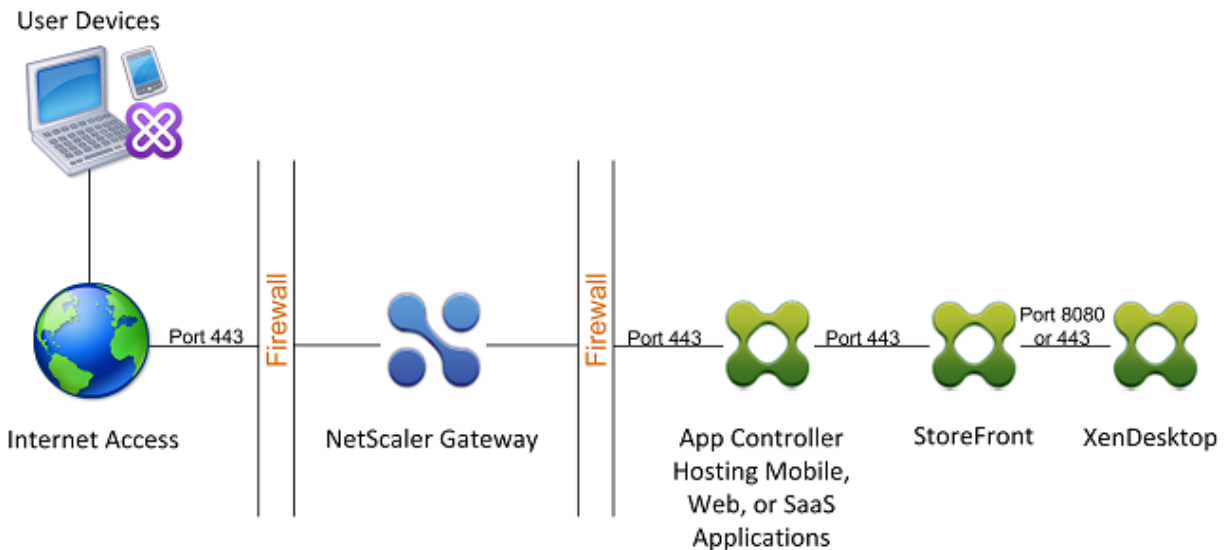 User Devices
Port 443
Firewall
Firewall
Port 443
Port 443
Port 8080
or 443
Internet Access
NetScaler Gateway
App Controller
Hosting Mobile,
Web, or SaaS
Applications
StoreFront
XenDesktop